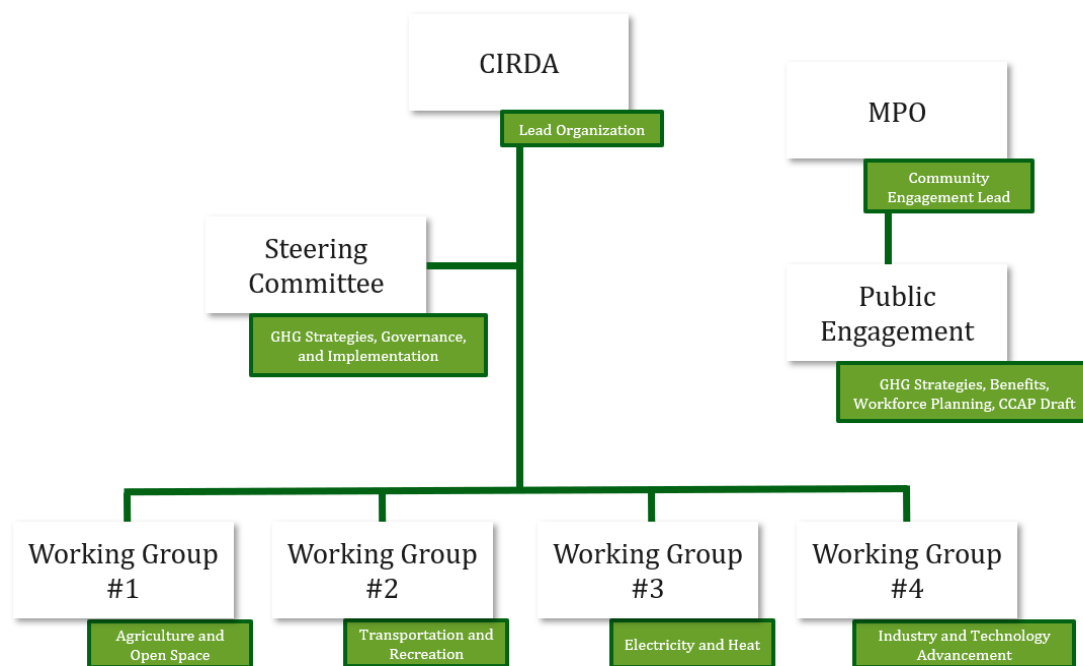 CIRDA
Lead Organization
MPO
Community
Engagement Lead
Steering
Committee
GHG Strategies, Governance,
and Implementation
Public
Engagement
GHG Strategies, Benefits,
Workforce Planning, CCAP Draft
Working Group
#1
Agriculture and
Open Space
Working Group
#2
Transportation and
Recreation
Working Group
#3
Electricity and Heat
Working Group
#4
Industry and Technology
Advancement